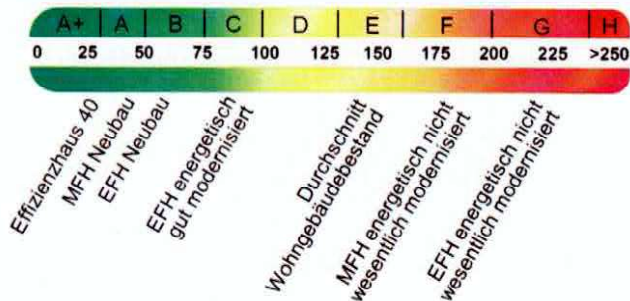 A+ A B C D E F G H
0 25 50 75 100 125 150 175 200 225 >250
Effizienzhaus 40
MFH Neubau
EFH Neubau
EFH energetisch
gut modernisiert
Durchschnitt
Wohngebäudebestand
MFH energetisch nicht
wesentlich modernisiert
EFH energetisch nicht
wesentlich modernisiert